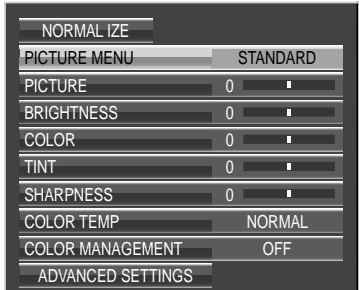 NORMAL IZE
PICTURE MENU STANDARD
PICTURE 0
BRIGHTNESS 0
COLOR 0
TINT 0
SHARPNESS 0
COLOR TEMP NORMAL
COLOR MANAGEMENT OFF
ADVANCED SETTINGS